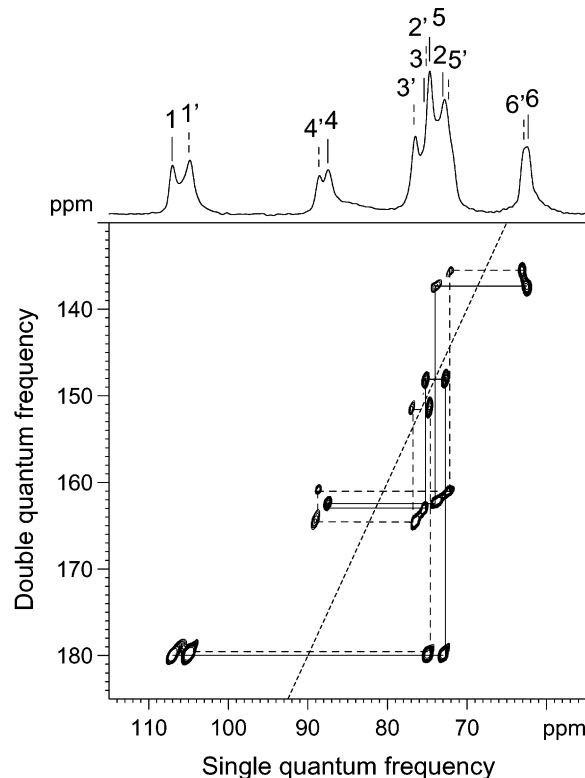 2' 5
3 2 5'
1 1' 4' 4 3' 6' 6
ppm
140
150
160
170
180
Double quantum frequency
110 100 90 80 70 ppm
Single quantum frequency